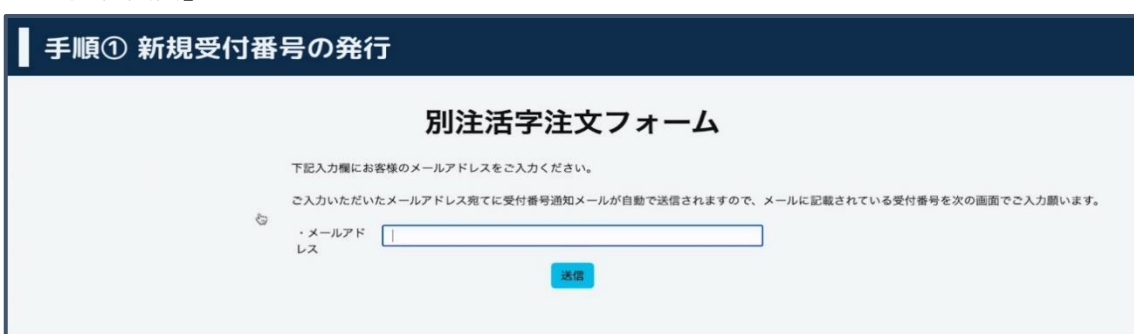 手順① 新規受付番号の発行
別注活字注文フォーム
下記入力欄にお客様のメールアドレスをご入力ください。
ご入力いただいたメールアドレス宛てに受付番号通知メールが自動で送信されますので、メールに記載されている受付番号を次の画面でご入力願います。
・メールアド
レス
送信